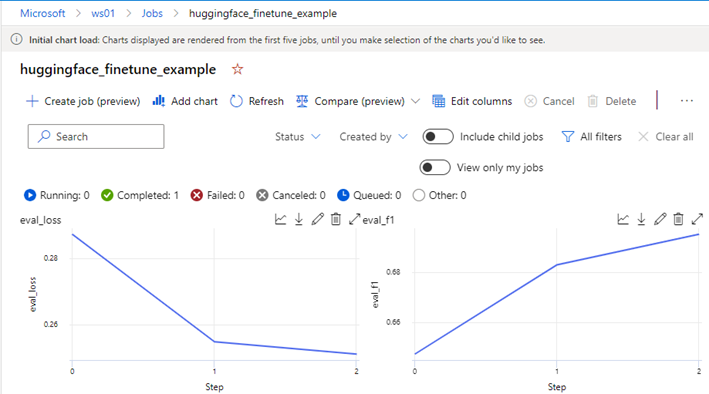 Microsoft > ws01 > Jobs > huggingface_finetune_example
Initial chart load: Charts displayed are rendered from the first five jobs, until you make selection of the charts you'd like to see.
huggingface_finetune_example
Create job (preview) Add chart Refresh Compare (preview) Edit columns Cancel Delete ...
Search Status Created by Include child jobs All filters Clear all
View only my jobs
Running: 0 Completed: 1 Failed: 0 Canceled: 0 Queued: 0 Other: 0
eval_loss
0.28
0.26
eval_loss
0 1 2
Step
eval_f1
0.68
0.66
eval_f1
0 1 2
Step